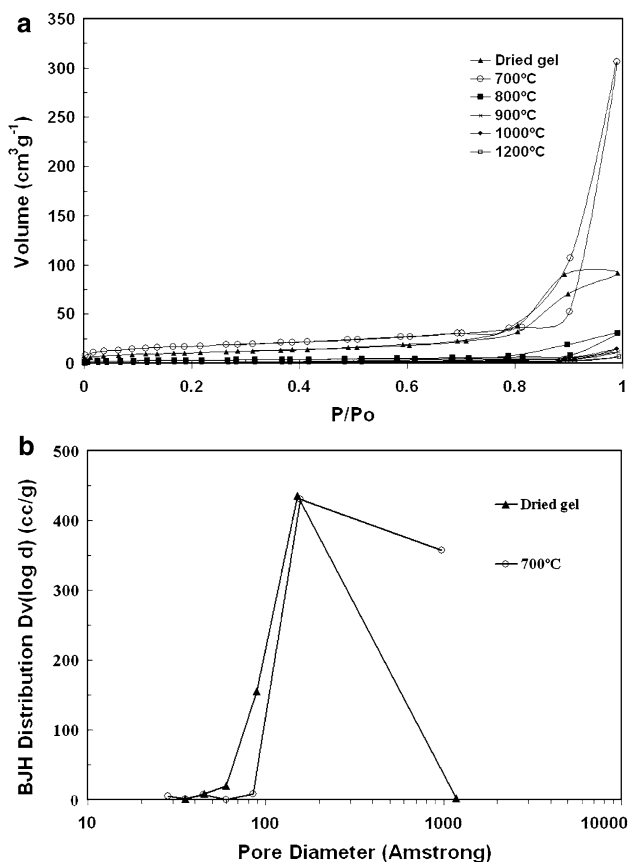 a
350
300
250
200
150
100
50
0
Volume (cm³g⁻¹)
Dried gel
700ºC
800ºC
900ºC
1000ºC
1200ºC
0 0.2 0.4 0.6 0.8 1
P/Po
b
500
400
300
200
100
0
BJH Distribution Dv(log d) (cc/g)
Dried gel
700ºC
10 100 1000 10000
Pore Diameter (Amstrong)